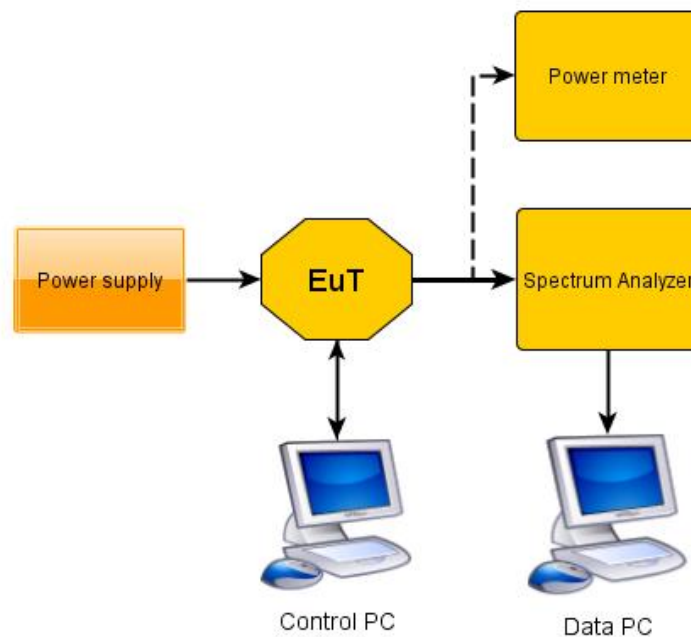 Power meter
Power supply
EuT
Spectrum Analyzer
Control PC
Data PC